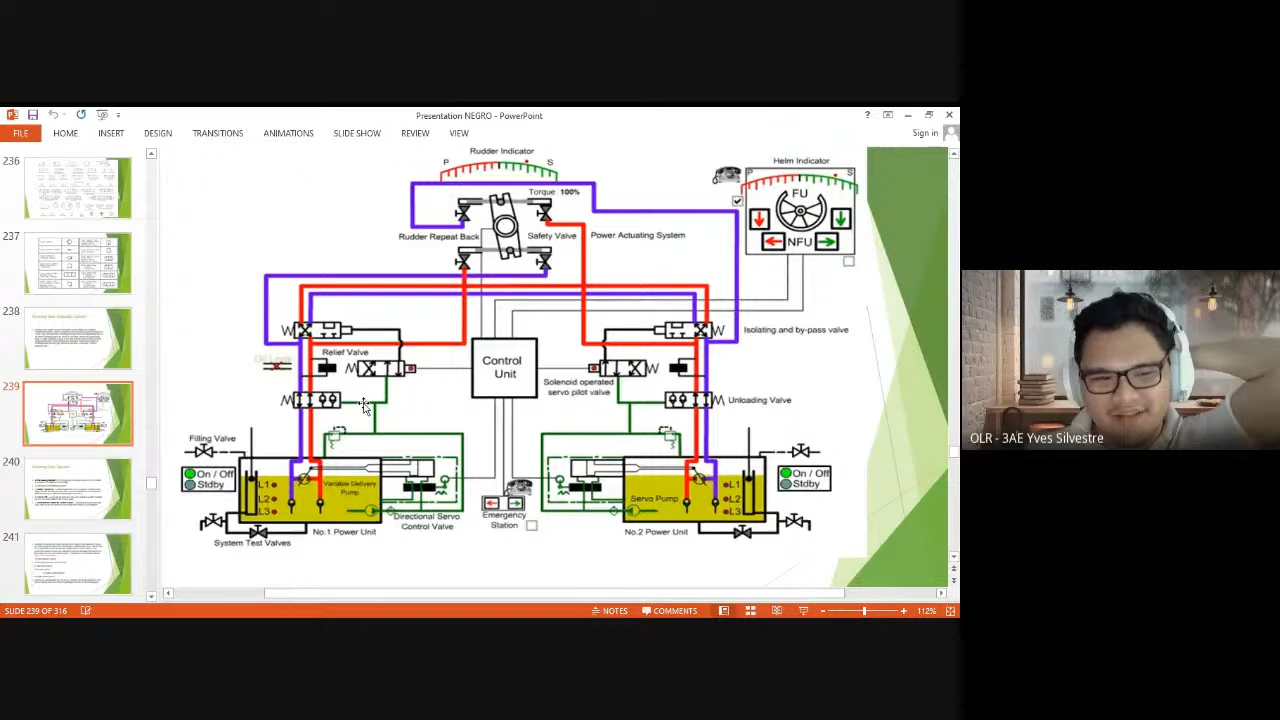 Presentation NEGRO - PowerPoint
?
Sign in
FILE
HOME
INSERT
DESIGN
TRANSITIONS
ANIMATIONS
SLIDE SHOW
REVIEW
VIEW
236
237
238
239
240
241
Rudder Indicator
P
S
Torque 100%
Rudder Repeat Back
Safety Valve
Power Actuating System
Helm Indicator
P
S
FU
NFU
Isolating and by-pass valve
Relief Valve
Control
Unit
Solenoid operated
servo pilot valve
Unloading Valve
Filling Valve
On / Off
Stdby
L1
L2
L3
Variable Delivery
Pump
Directional Servo
Control Valve
No.1 Power Unit
System Test Valves
Emergency
Station
Servo Pump
L1
L2
L3
No.2 Power Unit
On / Off
Stdby
SLIDE 239 OF 316
NOTES
COMMENTS
112%
OLR - 3AE Yves Silvestre